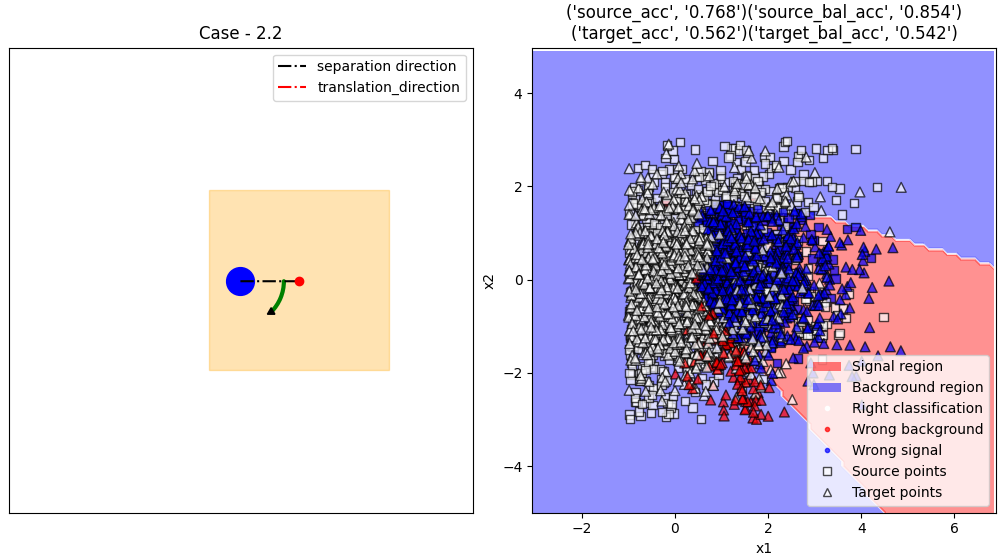 Case - 2.2
separation direction
translation_direction
('source_acc', '0.768')('source_bal_acc', '0.854')
('target_acc', '0.562')('target_bal_acc', '0.542')
4
2
0
−2
−4
x2
Signal region
Background region
Right classification
Wrong background
Wrong signal
Source points
Target points
−2
0
2
4
6
x1